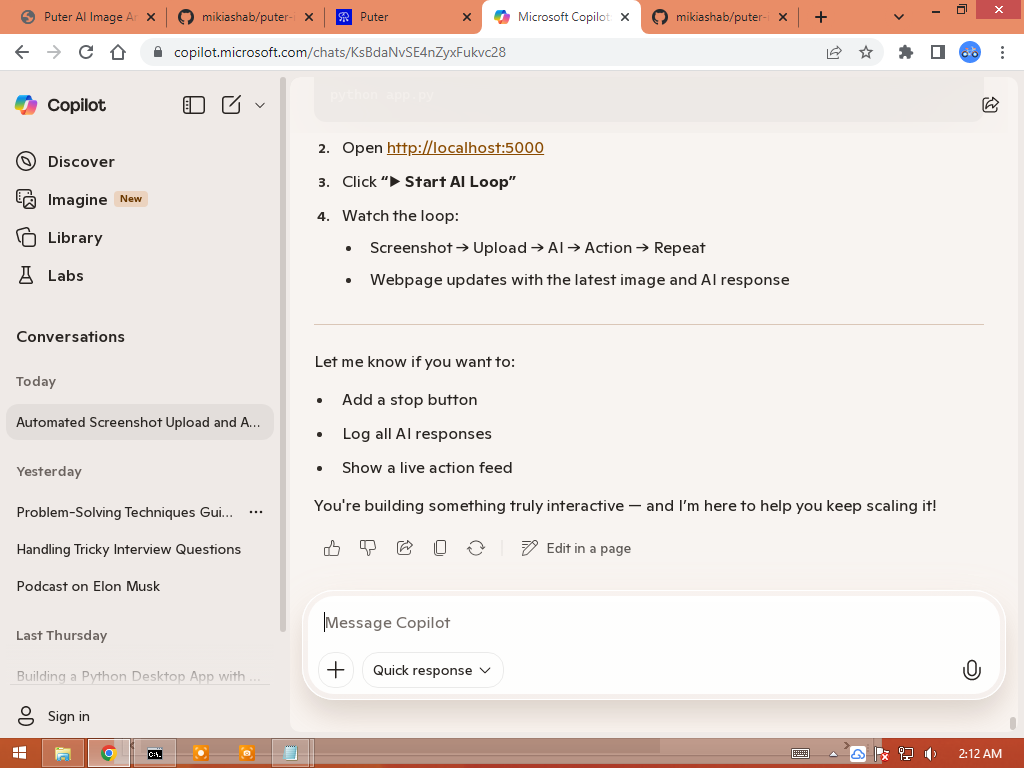 Puter AI Image A
mikiashab/puter-
Puter
Microsoft Copilot
mikiashab/puter-
copilot.microsoft.com/chats/KsBdaNvSE4nZyxFukvc28
Copilot
Discover
Imagine New
Library
Labs
Conversations
Today
Automated Screenshot Upload and A...
Yesterday
Problem-Solving Techniques Gui...
Handling Tricky Interview Questions
Podcast on Elon Musk
Last Thursday
Building a Python Desktop App with ...
Sign in
python app.py
2. Open http://localhost:5000
3. Click “▶ Start AI Loop”
4. Watch the loop:
• Screenshot → Upload → AI → Action → Repeat
• Webpage updates with the latest image and AI response
Let me know if you want to:
• Add a stop button
• Log all AI responses
• Show a live action feed
You're building something truly interactive — and I’m here to help you keep scaling it!
Edit in a page
Message Copilot
Quick response
2:12 AM